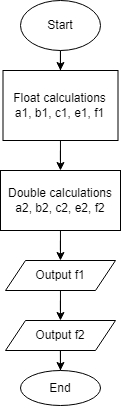 Start
Float calculations
a1, b1, c1, e1, f1
Double calculations
a2, b2, c2, e2, f2
Output f1
Output f2
End